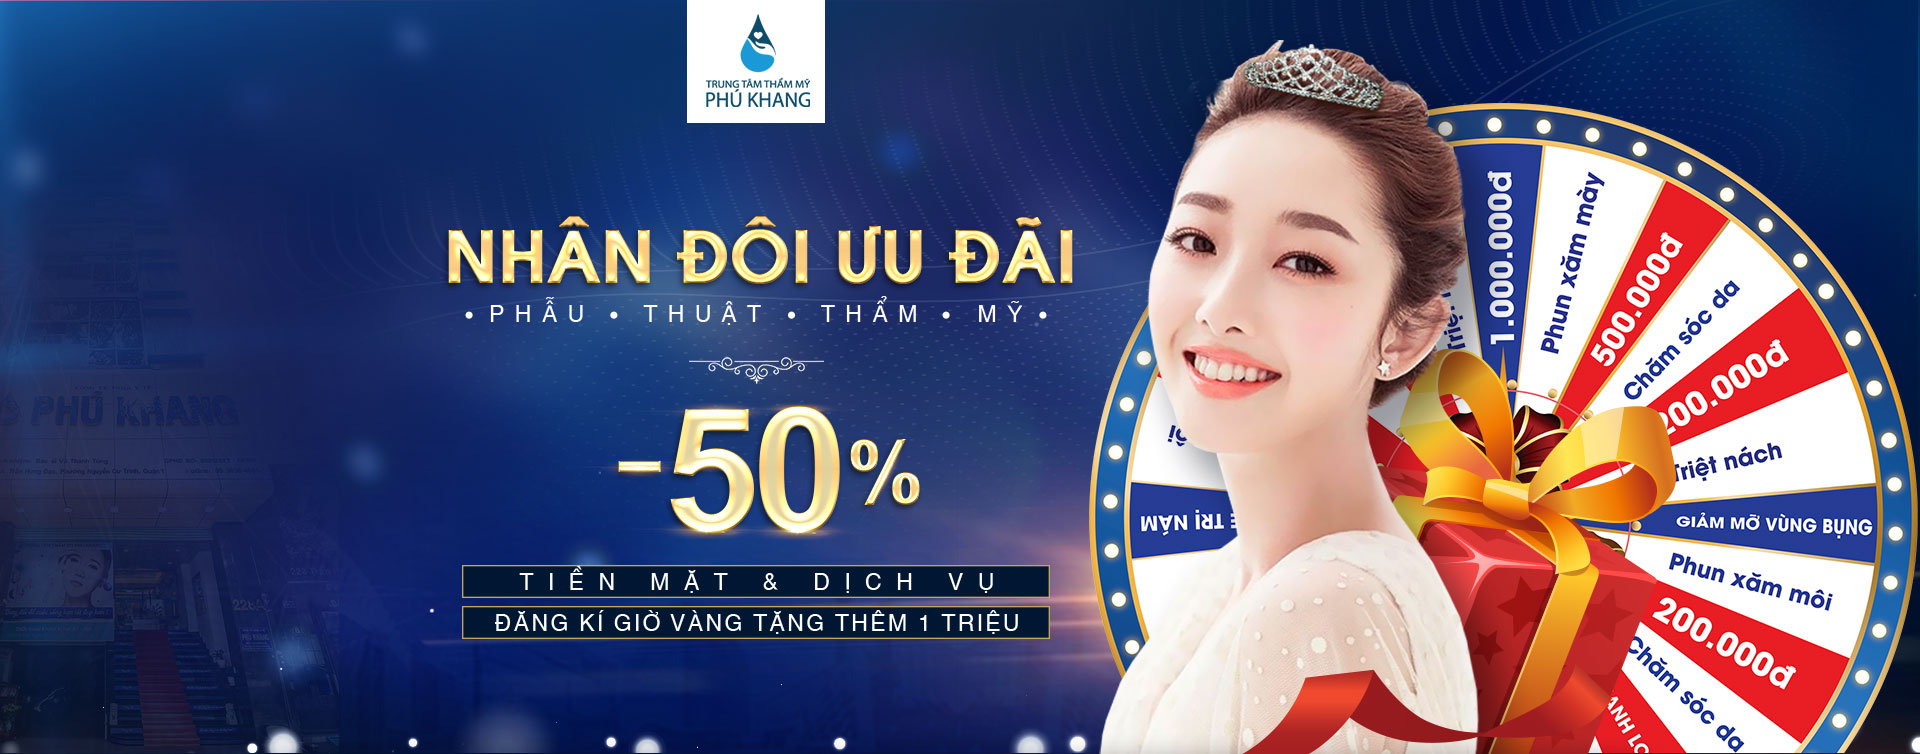 TRUNG TÂM THẨM MỸ
PHÚ KHANG
NHÂN ĐÔI ƯU ĐÃI
• PHẪU • THUẬT • THẨM • MỸ •
-50%
TIỀN MẶT & DỊCH VỤ
ĐĂNG KÍ GIỜ VÀNG TẶNG THÊM 1 TRIỆU
1.000.000đ
Phun xăm mày
500.000đ
Chăm sóc da
200.000đ
Triệt nách
GIẢM MỠ VÙNG BỤNG
Phun xăm môi
200.000đ
Chăm sóc da
TRỊ NÁM
PHÚ KHANG